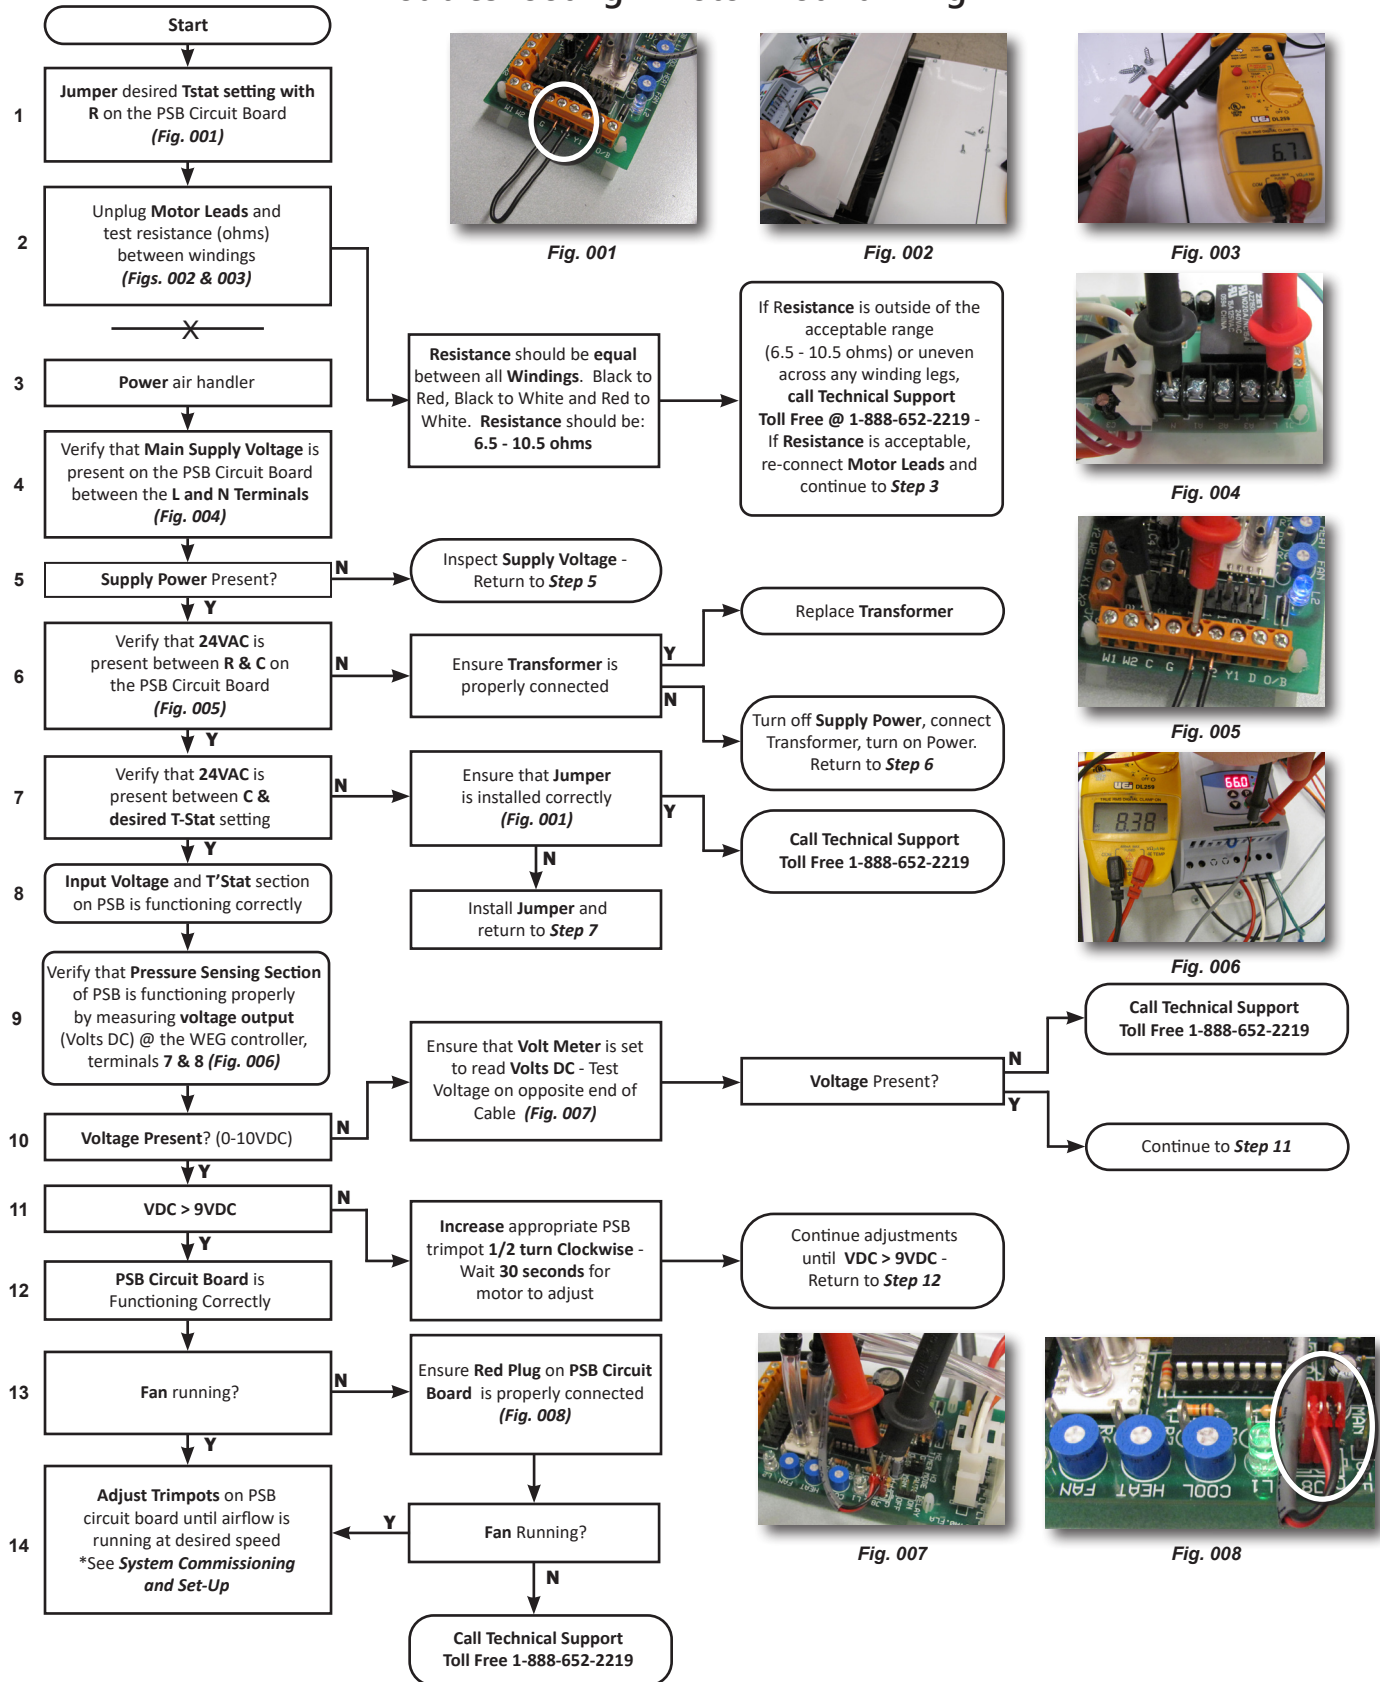 Start
1
Jumper desired Tstat setting with
R on the PSB Circuit Board
(Fig. 001)
2
Unplug Motor Leads and
test resistance (ohms)
between windings
(Figs. 002 & 003)
X
Fig. 001
Fig. 002
Fig. 003
Resistance should be equal
between all Windings. Black to
Red, Black to White and Red to
White. Resistance should be:
6.5 - 10.5 ohms
If Resistance is outside of the
acceptable range
(6.5 - 10.5 ohms) or uneven
across any winding legs,
call Technical Support
Toll Free @ 1-888-652-2219 -
If Resistance is acceptable,
re-connect Motor Leads and
continue to Step 3
Fig. 004
3
Power air handler
4
Verify that Main Supply Voltage is
present on the PSB Circuit Board
between the L and N Terminals
(Fig. 004)
5
Supply Power Present?
N
Y
Inspect Supply Voltage -
Return to Step 5
6
Verify that 24VAC is
present between R & C on
the PSB Circuit Board
(Fig. 005)
N
Y
Ensure Transformer is
properly connected
Y
N
Replace Transformer
Turn off Supply Power, connect
Transformer, turn on Power.
Return to Step 6
W1 W2 C G
Y1 D O/B
Fig. 005
7
Verify that 24VAC is
present between C &
desired T-Stat setting
N
Y
Ensure that Jumper
is installed correctly
(Fig. 001)
Y
N
Call Technical Support
Toll Free 1-888-652-2219
Install Jumper and
return to Step 7
6.7
8.38
66.0
DL259
Fig. 006
8
Input Voltage and T'Stat section
on PSB is functioning correctly
9
Verify that Pressure Sensing Section
of PSB is functioning properly
by measuring voltage output
(Volts DC) @ the WEG controller,
terminals 7 & 8 (Fig. 006)
10
Voltage Present? (0-10VDC)
N
Y
Ensure that Volt Meter is set
to read Volts DC - Test
Voltage on opposite end of
Cable (Fig. 007)
Voltage Present?
N
Y
Call Technical Support
Toll Free 1-888-652-2219
Continue to Step 11
11
VDC > 9VDC
N
Y
Increase appropriate PSB
trimpot 1/2 turn Clockwise -
Wait 30 seconds for
motor to adjust
Continue adjustments
until VDC > 9VDC -
Return to Step 12
12
PSB Circuit Board is
Functioning Correctly
13
Fan running?
N
Y
Ensure Red Plug on PSB Circuit
Board is properly connected
(Fig. 008)
Fan Running?
Y
N
Call Technical Support
Toll Free 1-888-652-2219
14
Adjust Trimpots on PSB
circuit board until airflow is
running at desired speed
*See System Commissioning
and Set-Up
Fig. 007
FAN
HEAT
COOL
L1
MAN
Fig. 008